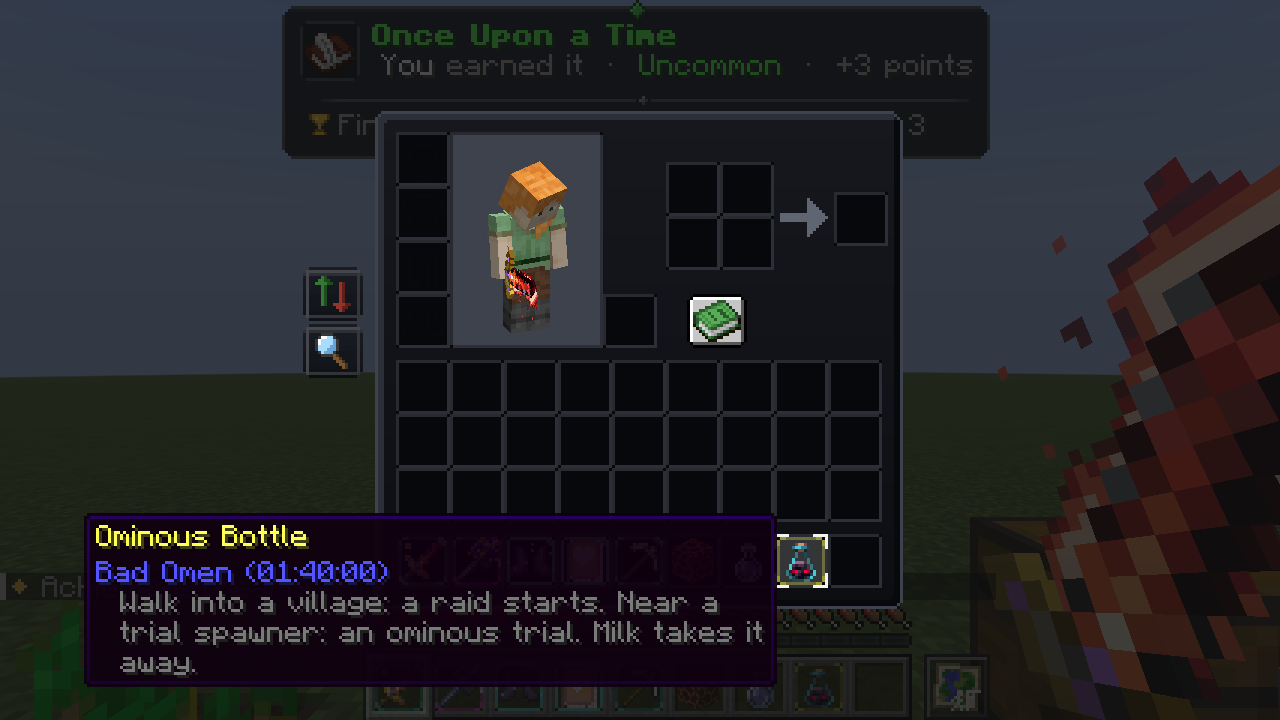 Once Upon a Time
You earned it · Uncommon · +3 points
3
Ominous Bottle
Bad Omen (01:40:00)
Walk into a village: a raid starts. Near a
trial spawner: an ominous trial. Milk takes it
away.